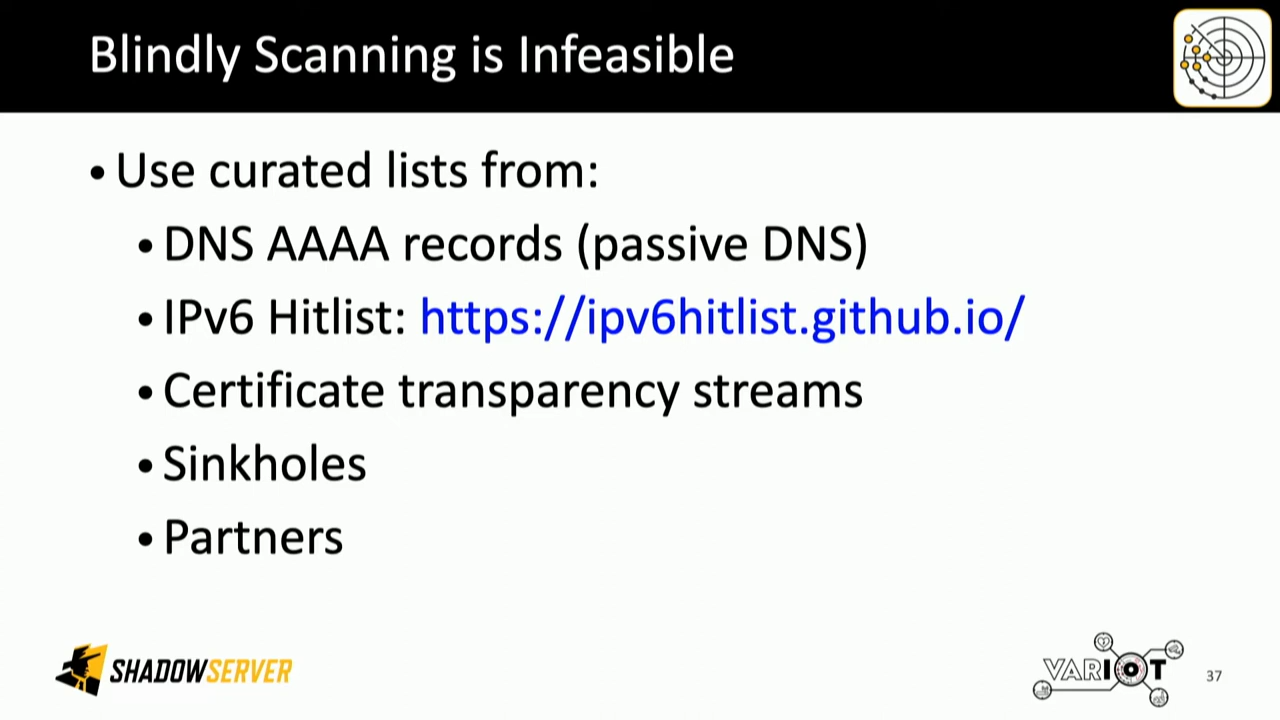 Blindly Scanning is Infeasible
• Use curated lists from:
• DNS AAAA records (passive DNS)
• IPv6 Hitlist: https://ipv6hitlist.github.io/
• Certificate transparency streams
• Sinkholes
• Partners
SHADOWSERVER
VARIOT
37